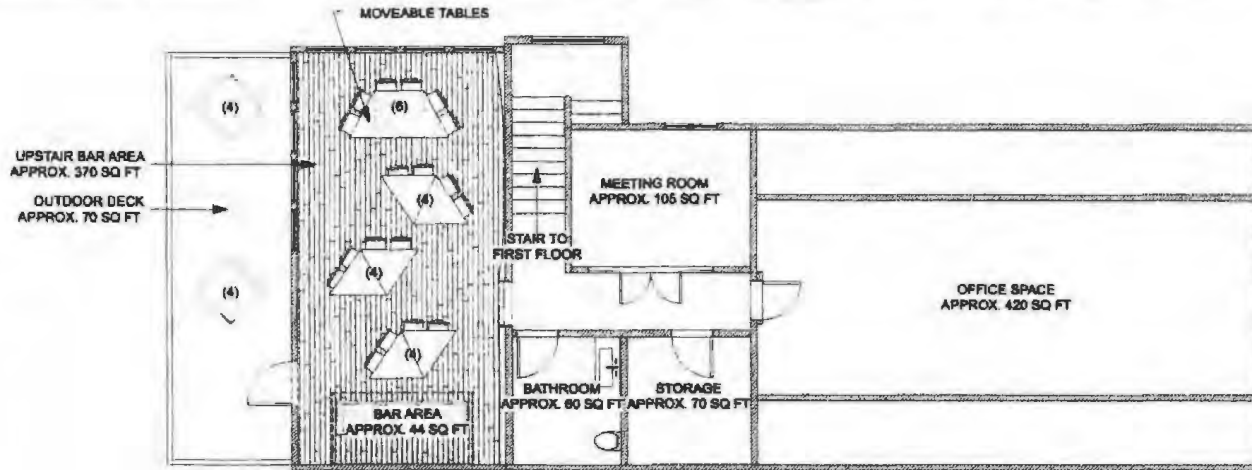 MOVEABLE TABLES
(4)
(6)
UPSTAIR BAR AREA
APPROX. 370 SQ FT
MEETING ROOM
APPROX. 105 SQ FT
OUTDOOR DECK
APPROX. 70 SQ FT
(4)
STAIR TO
FIRST FLOOR
(4)
(4)
OFFICE SPACE
APPROX. 420 SQ FT
(4)
BATHROOM
APPROX. 60 SQ FT
STORAGE
APPROX. 70 SQ FT
BAR AREA
APPROX. 44 SQ FT